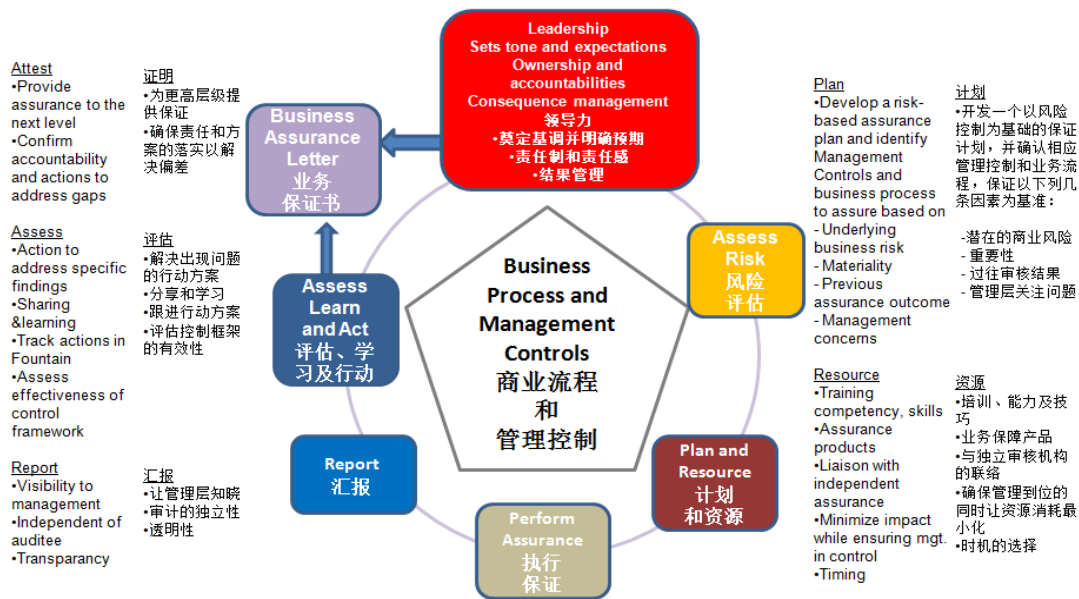 Attest
•Provide
assurance to the
next level
•Confirm
accountability
and actions to
address gaps
证明
•为更高层级提
供保证
•确保责任和方
案的落实以解
决偏差
Assess
•Action to
address specific
findings
•Sharing
&learning
•Track actions in
Fountain
•Assess
effectiveness of
control
framework
评估
•解决出现问题
的行动方案
•分享和学习
•跟进行动方案
•评估控制框架
的有效性
Report
•Visibility to
management
•Independent of
auditee
•Transparancy
汇报
•让管理层知晓
•审计的独立性
•透明性
Leadership
Sets tone and expectations
Ownership and
accountabilities
Consequence management
领导力
•奠定基调并明确预期
•责任制和责任感
•结果管理
Business
Assurance
Letter
业务
保证书
Assess
Learn
and Act
评估、学
习及行动
Report
汇报
Perform
Assurance
执行
保证
Plan and
Resource
计划
和资源
Assess
Risk
风险
评估
Business
Process and
Management
Controls
商业流程
和
管理控制
Plan
•Develop a risk-
based assurance
plan and identify
Management
Controls and
business process
to assure based on
- Underlying
business risk
- Materiality
- Previous
assurance outcome
- Management
concerns
计划
•开发一个以风险
控制为基础的保证
计划，并确认相应
管理控制和业务流
程，保证以下列几
条因素为基准：
-潜在的商业风险
- 重要性
- 过往审核结果
- 管理层关注问题
Resource
•Training
competency, skills
•Assurance
products
•Liaison with
independent
assurance
•Minimize impact
while ensuring mgt.
in control
•Timing
资源
•培训、能力及技
巧
•业务保障产品
•与独立审核机构
的联络
•确保管理到位的
同时让资源消耗最
小化
•时机的选择